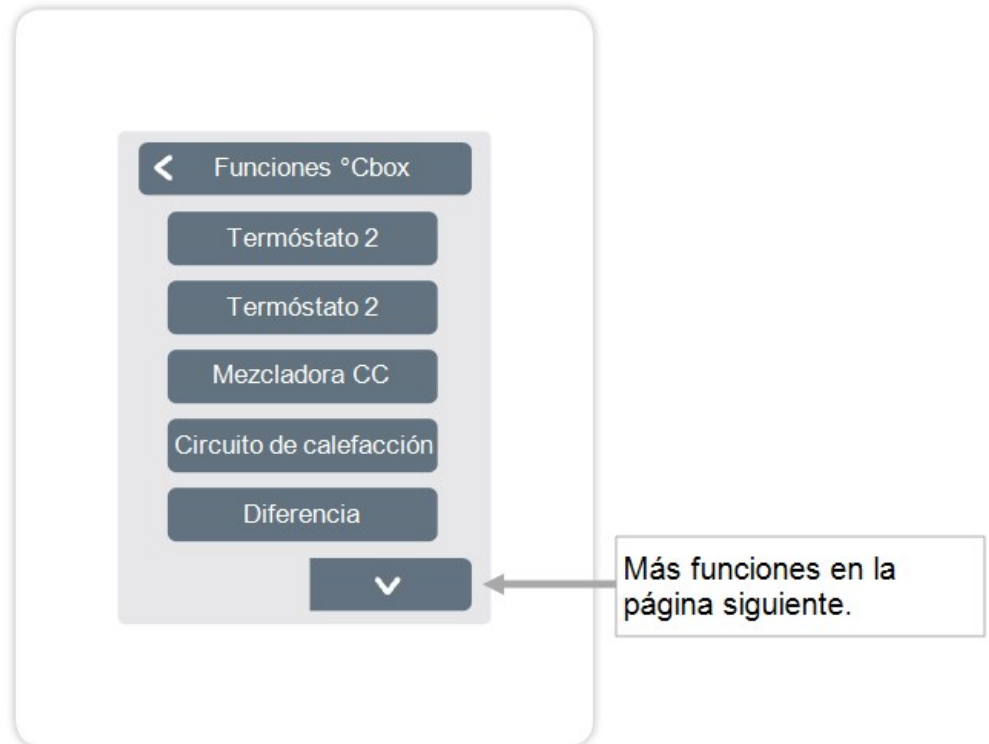 Funciones °Cbox
Termóstato 2
Termóstato 2
Mezcladora CC
Circuito de calefacción
Diferencia
Más funciones en la
página siguiente.